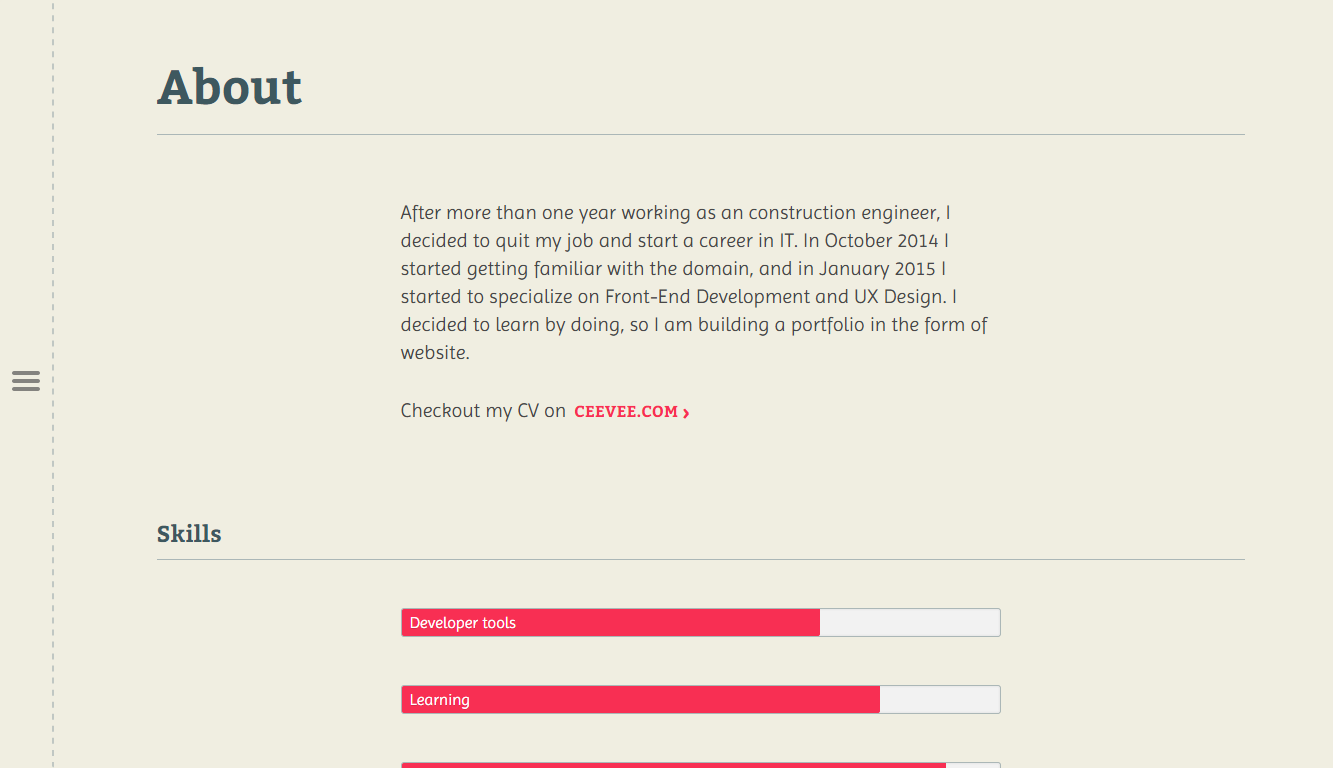 About
After more than one year working as an construction engineer, I
decided to quit my job and start a career in IT. In October 2014 I
started getting familiar with the domain, and in January 2015 I
started to specialize on Front-End Development and UX Design. I
decided to learn by doing, so I am building a portfolio in the form of
website.
Checkout my CV on CEEVEE.COM ›
Skills
Developer tools
Learning